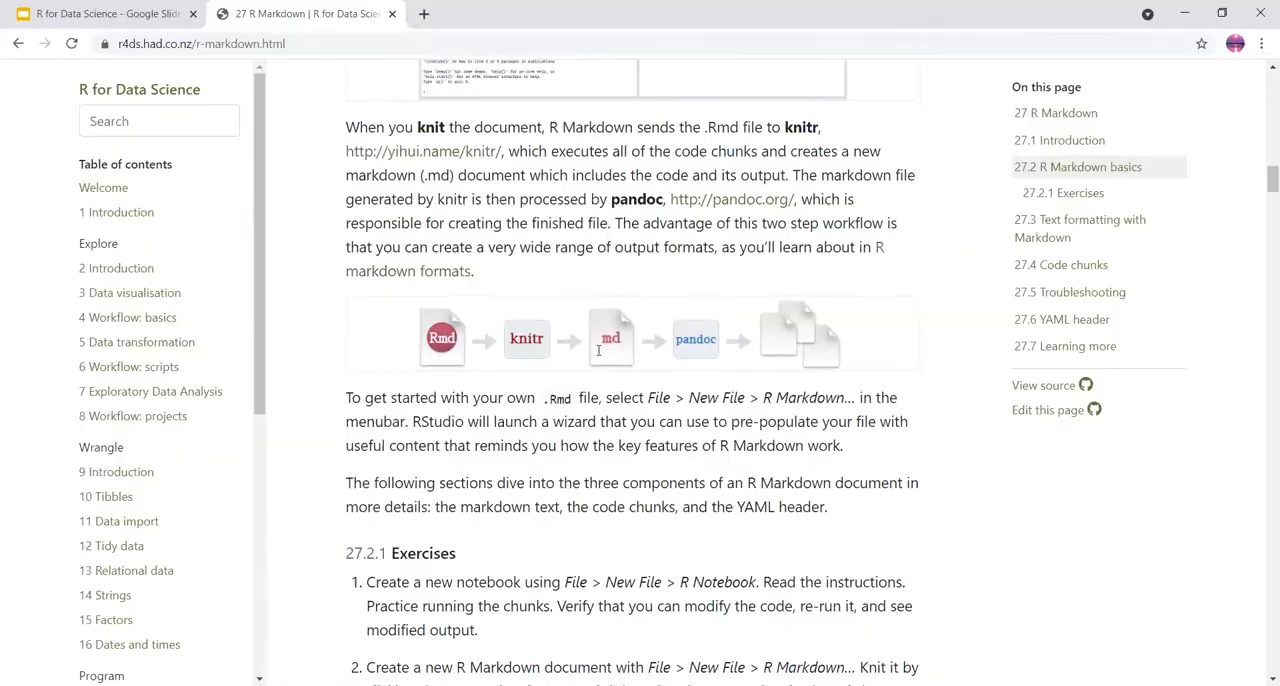 R for Data Science - Google Slide
27 R Markdown | R for Data Scie
r4ds.had.co.nz/r-markdown.html
R for Data Science
Search
Table of contents
Welcome
1 Introduction
Explore
2 Introduction
3 Data visualisation
4 Workflow: basics
5 Data transformation
6 Workflow: scripts
7 Exploratory Data Analysis
8 Workflow: projects
Wrangle
9 Introduction
10 Tibbles
11 Data import
12 Tidy data
13 Relational data
14 Strings
15 Factors
16 Dates and times
Program
When you knit the document, R Markdown sends the .Rmd file to knitr,
http://yihui.name/knitr/, which executes all of the code chunks and creates a new
markdown (.md) document which includes the code and its output. The markdown file
generated by knitr is then processed by pandoc, http://pandoc.org/, which is
responsible for creating the finished file. The advantage of this two step workflow is
that you can create a very wide range of output formats, as you'll learn about in R
markdown formats.
Rmd knitr md pandoc
To get started with your own .Rmd file, select File > New File > R Markdown... in the
menubar. RStudio will launch a wizard that you can use to pre-populate your file with
useful content that reminds you how the key features of R Markdown work.
The following sections dive into the three components of an R Markdown document in
more details: the markdown text, the code chunks, and the YAML header.
27.2.1 Exercises
1. Create a new notebook using File > New File > R Notebook. Read the instructions.
Practice running the chunks. Verify that you can modify the code, re-run it, and see
modified output.
2. Create a new R Markdown document with File > New File > R Markdown... Knit it by
On this page
27 R Markdown
27.1 Introduction
27.2 R Markdown basics
27.2.1 Exercises
27.3 Text formatting with
Markdown
27.4 Code chunks
27.5 Troubleshooting
27.6 YAML header
27.7 Learning more
View source
Edit this page